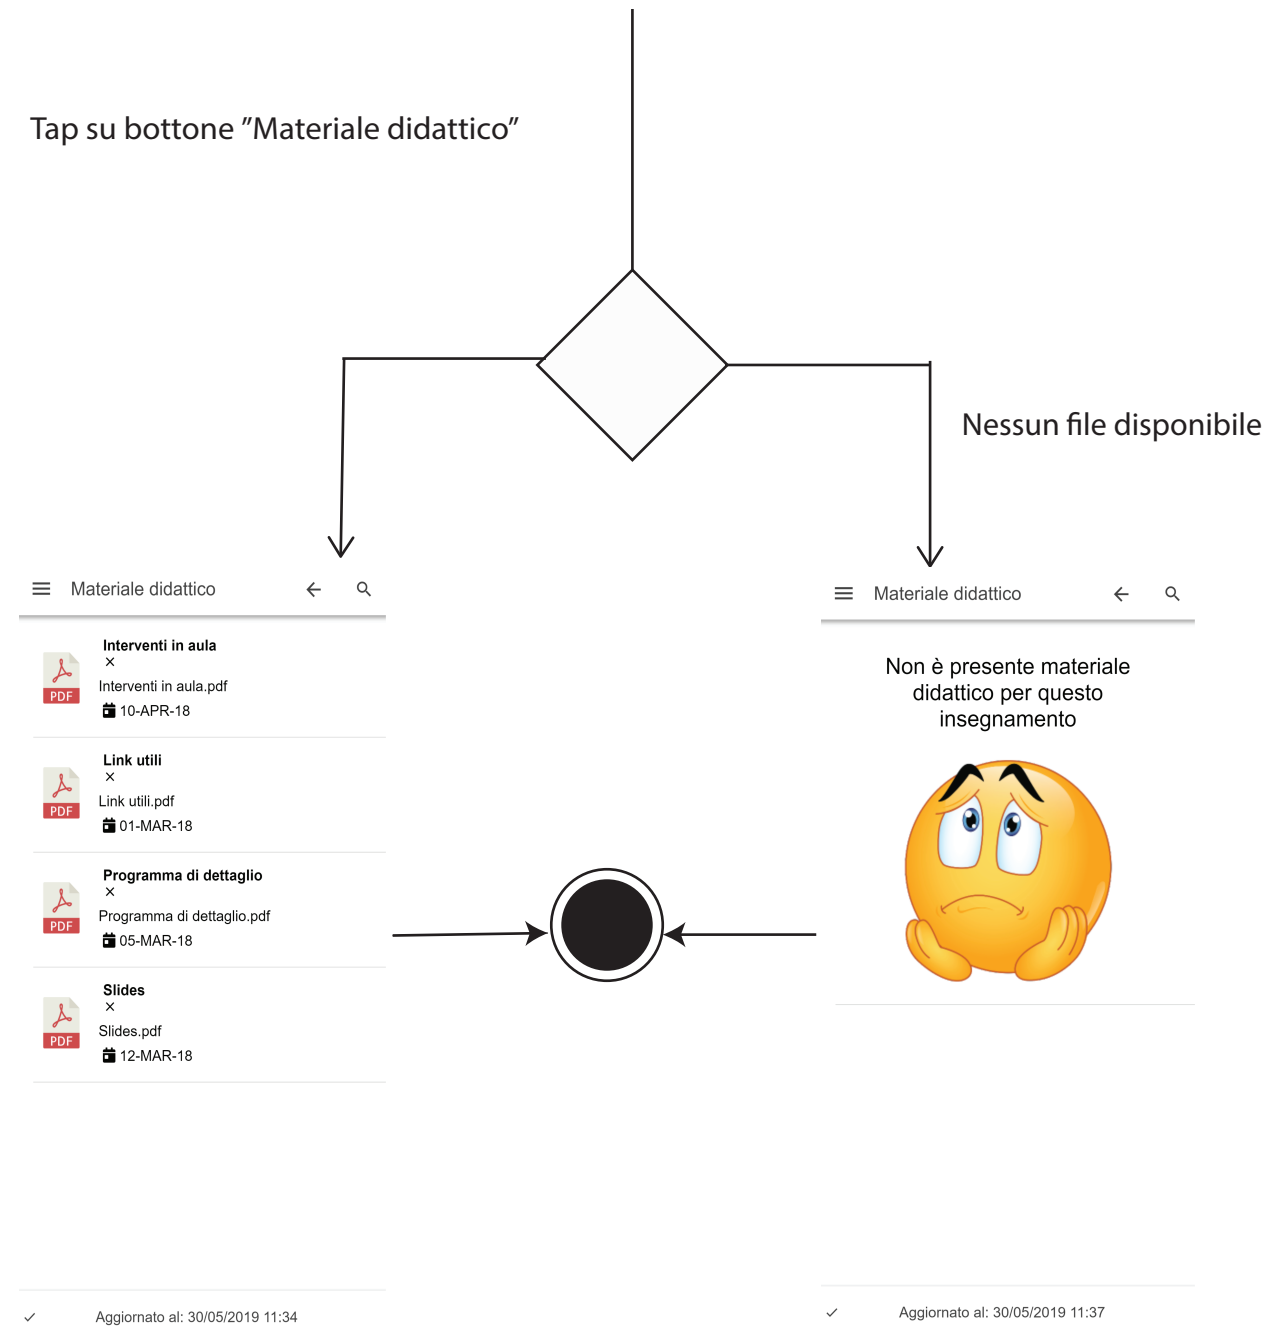 Tap su bottone ”Materiale didattico”
Nessun file disponibile
Materiale didattico
Interventi in aula
PDF
Interventi in aula.pdf
10-APR-18
Link utili
PDF
Link utili.pdf
01-MAR-18
Programma di dettaglio
PDF
Programma di dettaglio.pdf
05-MAR-18
Slides
PDF
Slides.pdf
12-MAR-18
Aggiornato al: 30/05/2019 11:34
Materiale didattico
Non è presente materiale
didattico per questo
insegnamento
Aggiornato al: 30/05/2019 11:37